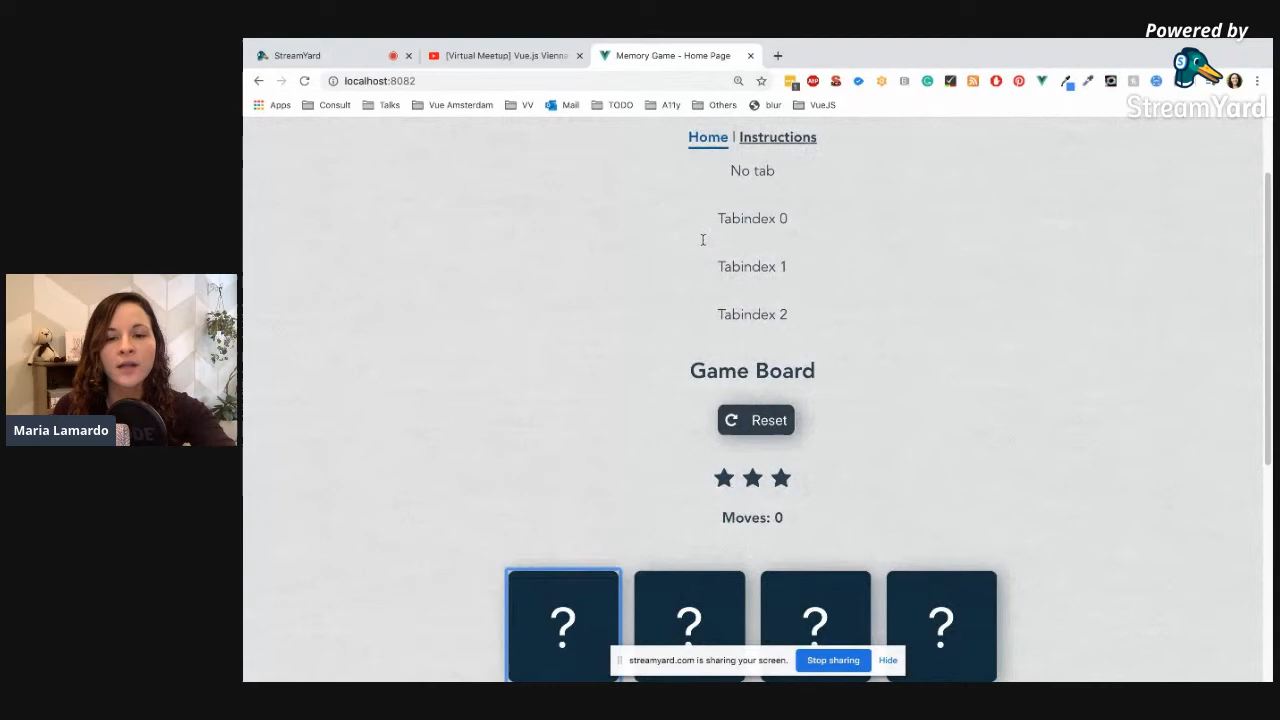 Powered by
StreamYard
StreamYard
[Virtual Meetup] Vue.js Vienna
Memory Game - Home Page
localhost:8082
Apps
Consult
Talks
Vue Amsterdam
VV
Mail
TODO
A11y
Others
blur
VueJS
Home | Instructions
No tab
Tabindex 0
Tabindex 1
Tabindex 2
Game Board
Reset
Moves: 0
? ? ? ?
streamyard.com is sharing your screen. Stop sharing Hide
Maria Lamardo